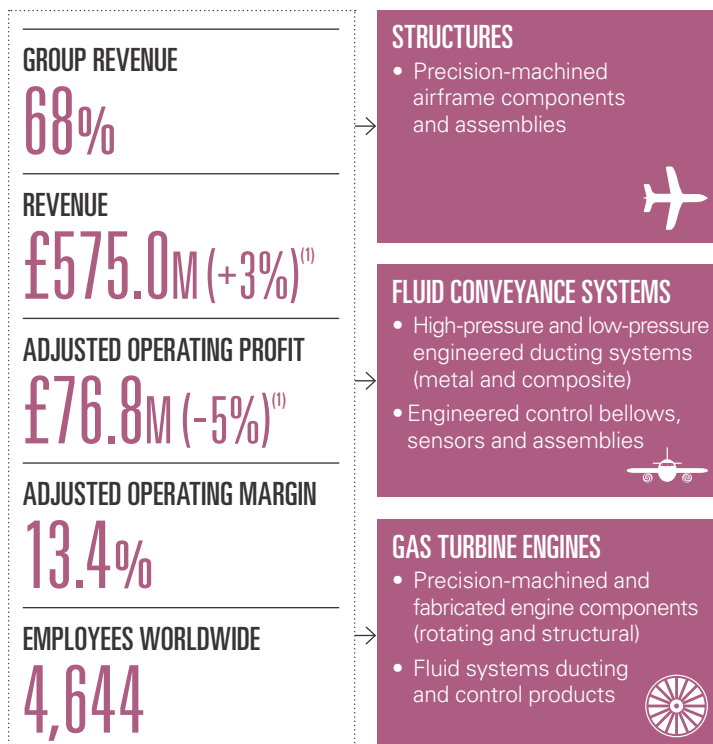 GROUP REVENUE
68%
REVENUE
£575.0M (+3%)⁽¹⁾
ADJUSTED OPERATING PROFIT
£76.8M (-5%)⁽¹⁾
ADJUSTED OPERATING MARGIN
13.4%
EMPLOYEES WORLDWIDE
4,644
STRUCTURES
• Precision-machined
airframe components
and assemblies
FLUID CONVEYANCE SYSTEMS
• High-pressure and low-pressure
engineered ducting systems
(metal and composite)
• Engineered control bellows,
sensors and assemblies
GAS TURBINE ENGINES
• Precision-machined and
fabricated engine components
(rotating and structural)
• Fluid systems ducting
and control products